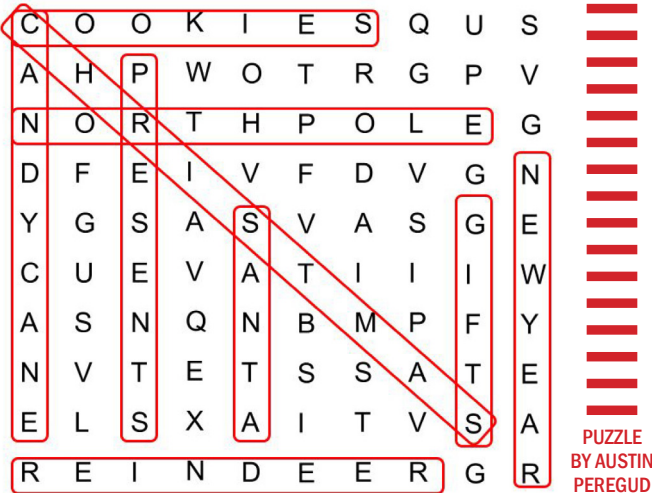 C O O K I E S Q U S
A H P W O T R G P V
N O R T H P O L E G
D F E I V F D V G N
Y G S A S V A S G E
C U E V A T I I I W
A S N Q N B M P F Y
N V T E T S S A T E
E L S X A I T V S A
R E I N D E E R G R
PUZZLE
BY AUSTIN
PEREGUD